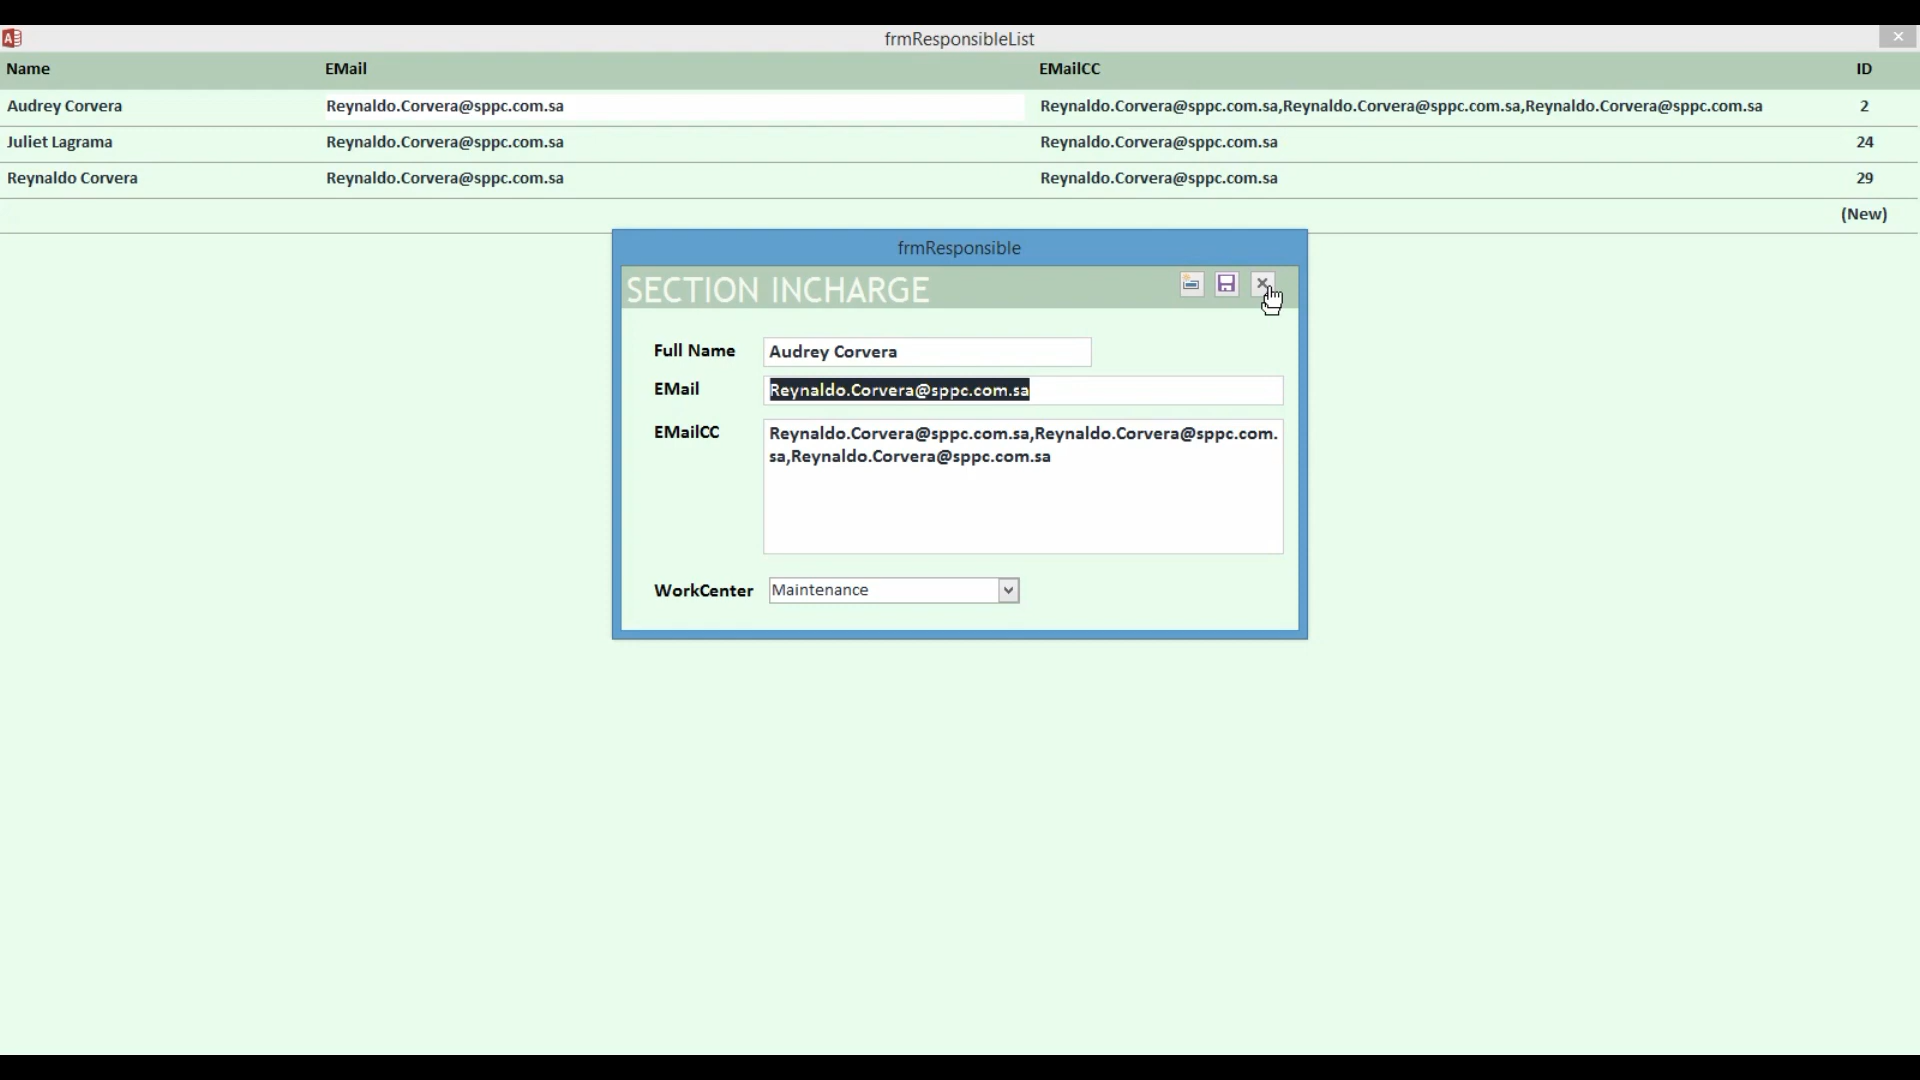 frmResponsibleList
Name EMail EMailCC ID
Audrey Corvera Reynaldo.Corvera@sppc.com.sa Reynaldo.Corvera@sppc.com.sa,Reynaldo.Corvera@sppc.com.sa,Reynaldo.Corvera@sppc.com.sa 2
Juliet Lagrama Reynaldo.Corvera@sppc.com.sa Reynaldo.Corvera@sppc.com.sa 24
Reynaldo Corvera Reynaldo.Corvera@sppc.com.sa Reynaldo.Corvera@sppc.com.sa 29
(New)
frmResponsible
SECTION INCHARGE
Full Name Audrey Corvera
EMail Reynaldo.Corvera@sppc.com.sa
EMailCC Reynaldo.Corvera@sppc.com.sa,Reynaldo.Corvera@sppc.com.
sa,Reynaldo.Corvera@sppc.com.sa
WorkCenter Maintenance